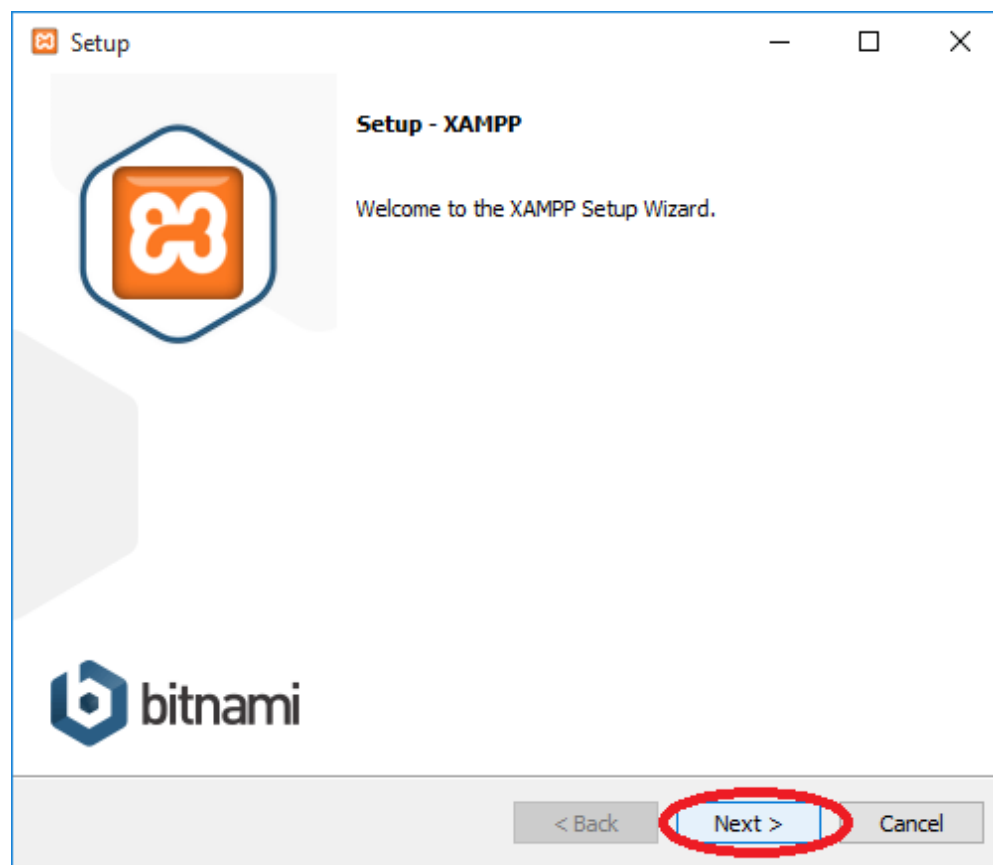 Setup
Setup - XAMPP
Welcome to the XAMPP Setup Wizard.
bitnami
< Back Next > Cancel